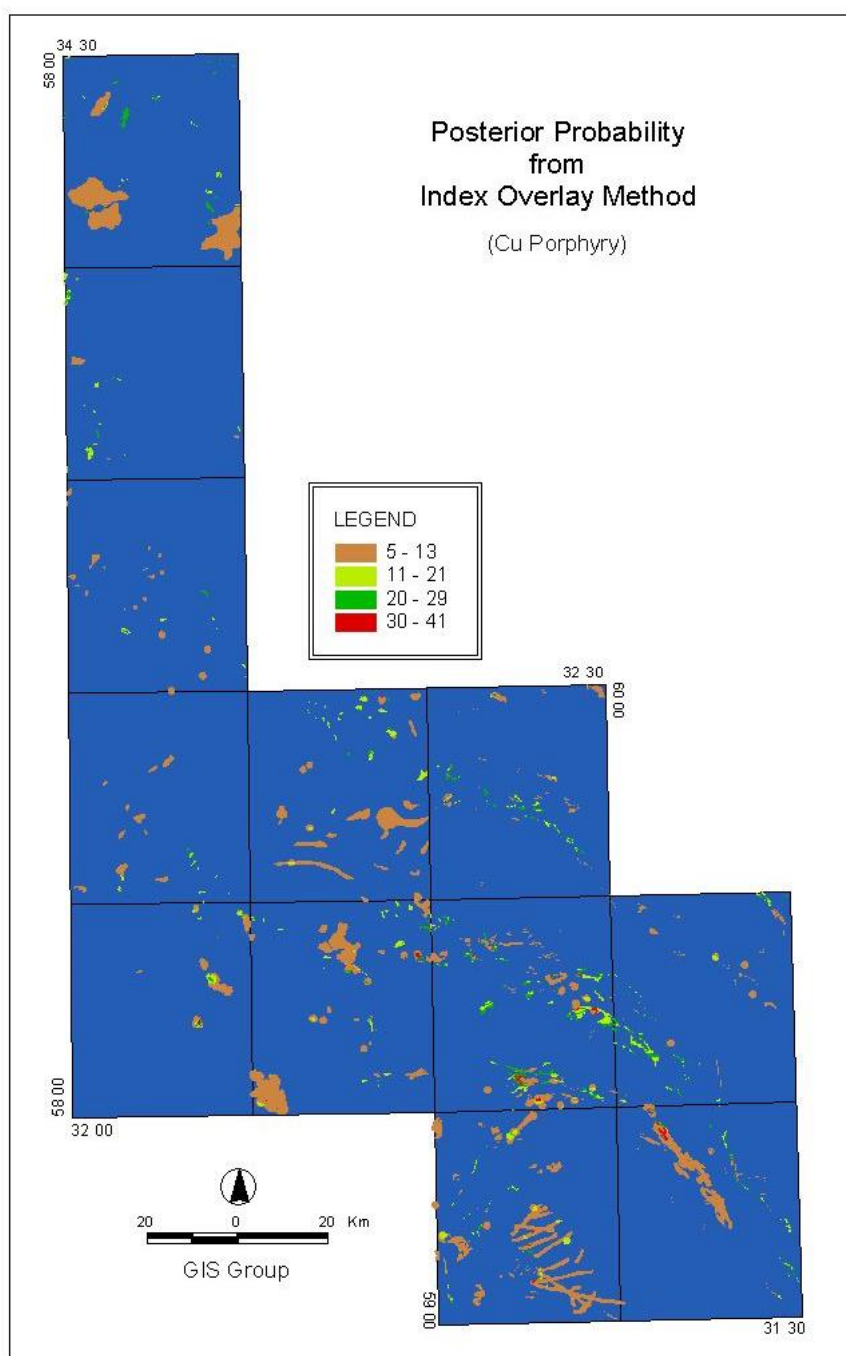 34 30
58 00
Posterior Probability
from
Index Overlay Method
(Cu Porphyry)
LEGEND
5 - 13
11 - 21
20 - 29
30 - 41
32 30
60 00
58 00
32 00
20 0 20 Km
GIS Group
59 00
31 30